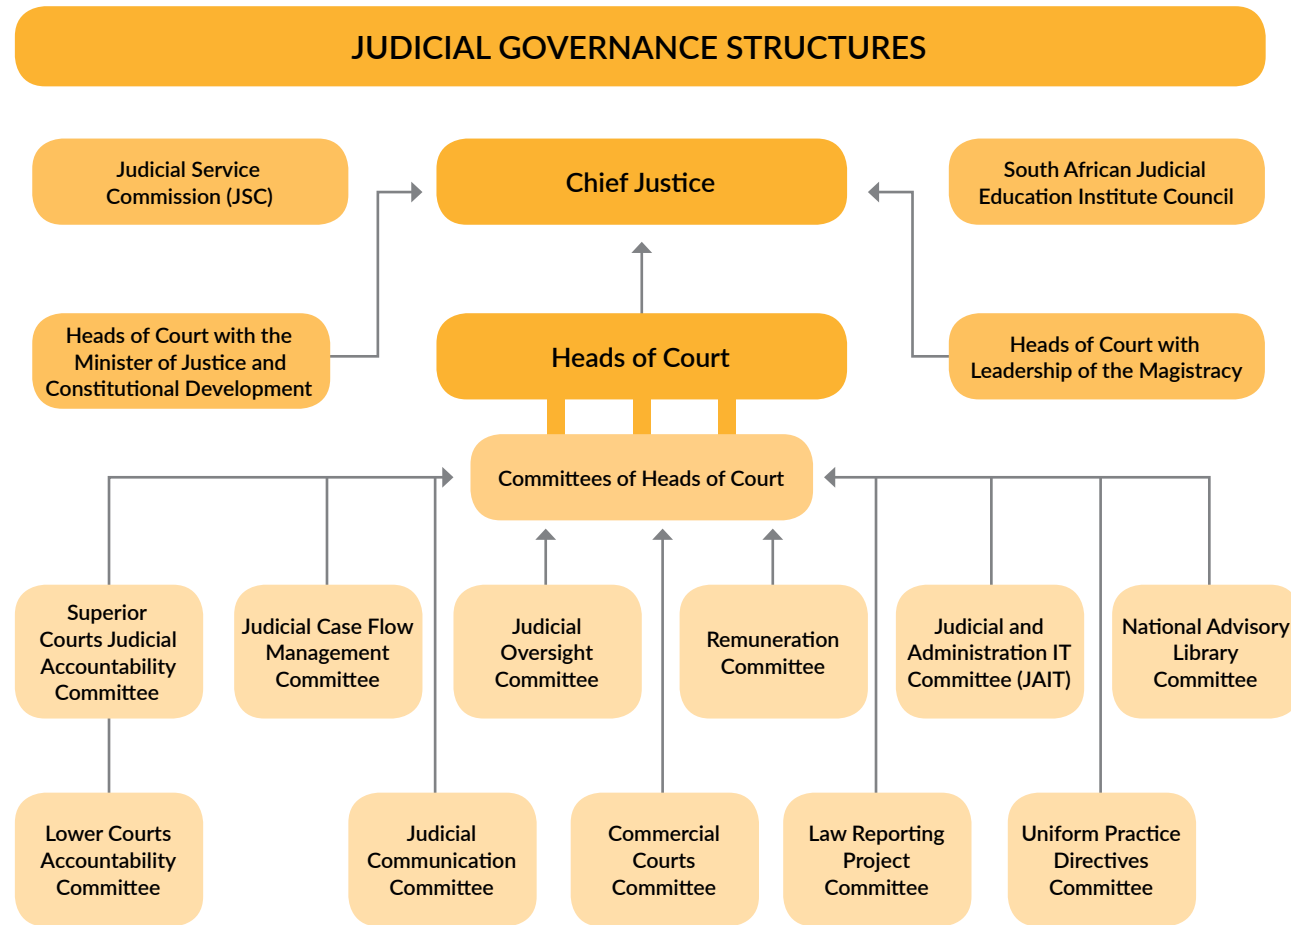 JUDICIAL GOVERNANCE STRUCTURES
Judicial Service
Commission (JSC)
Chief Justice
South African Judicial
Education Institute Council
Heads of Court with the
Minister of Justice and
Constitutional Development
Heads of Court
Heads of Court with
Leadership of the Magistracy
Committees of Heads of Court
Superior
Courts Judicial
Accountability
Committee
Judicial Case Flow
Management
Committee
Judicial
Oversight
Committee
Remuneration
Committee
Judicial and
Administration IT
Committee (JAIT)
National Advisory
Library
Committee
Lower Courts
Accountability
Committee
Judicial
Communication
Committee
Commercial
Courts
Committee
Law Reporting
Project
Committee
Uniform Practice
Directives
Committee